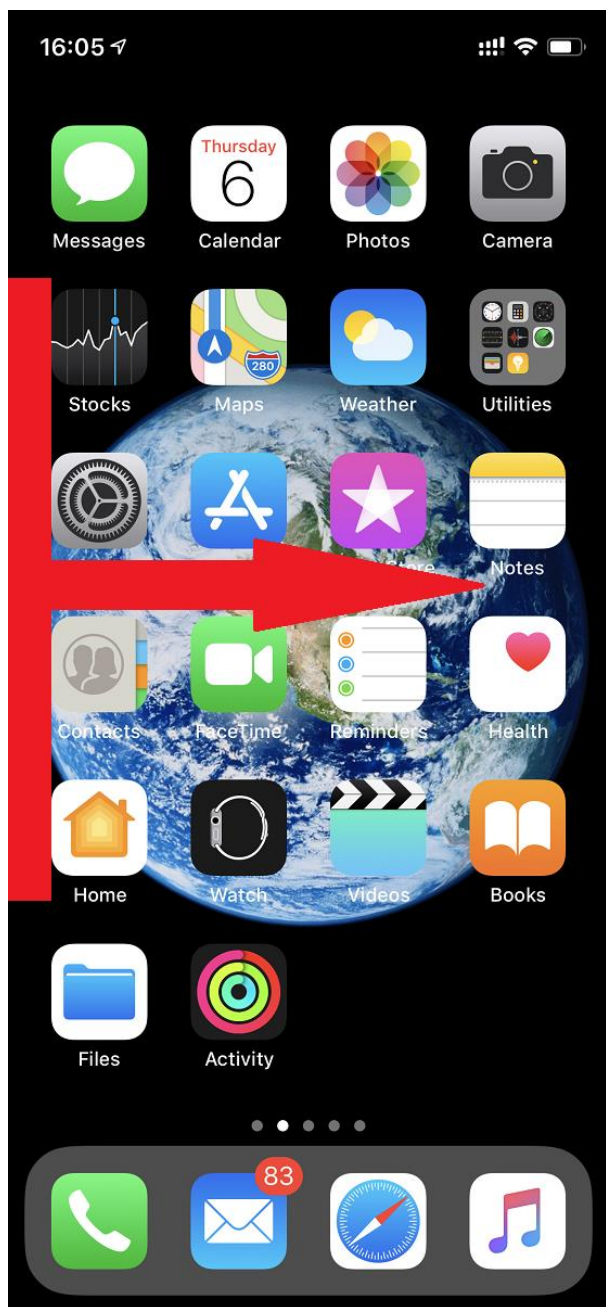 16:05
Messages
Thursday
6
Calendar
Photos
Camera
Stocks
280
Maps
Weather
Utilities
Notes
Contacts
FaceTime
Reminders
Health
Home
Watch
Videos
Books
Files
Activity
83